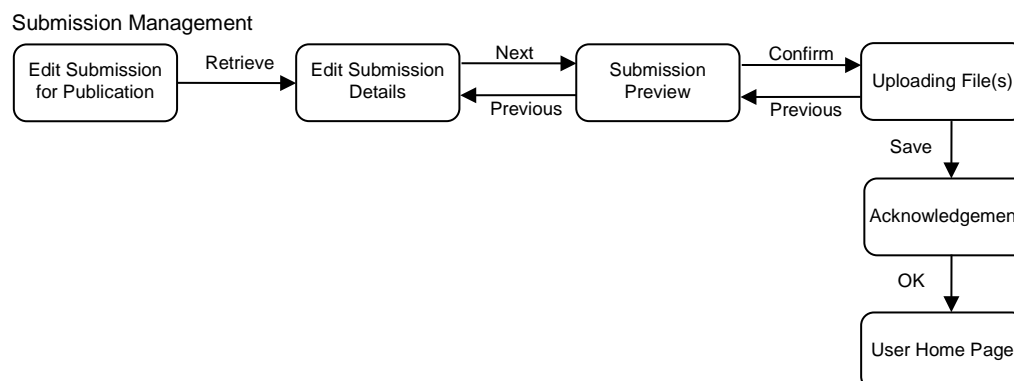 Submission Management
Edit Submission
for Publication
Retrieve
Edit Submission
Details
Next
Previous
Submission
Preview
Confirm
Previous
Uploading File(s)
Save
Acknowledgemen
OK
User Home Page